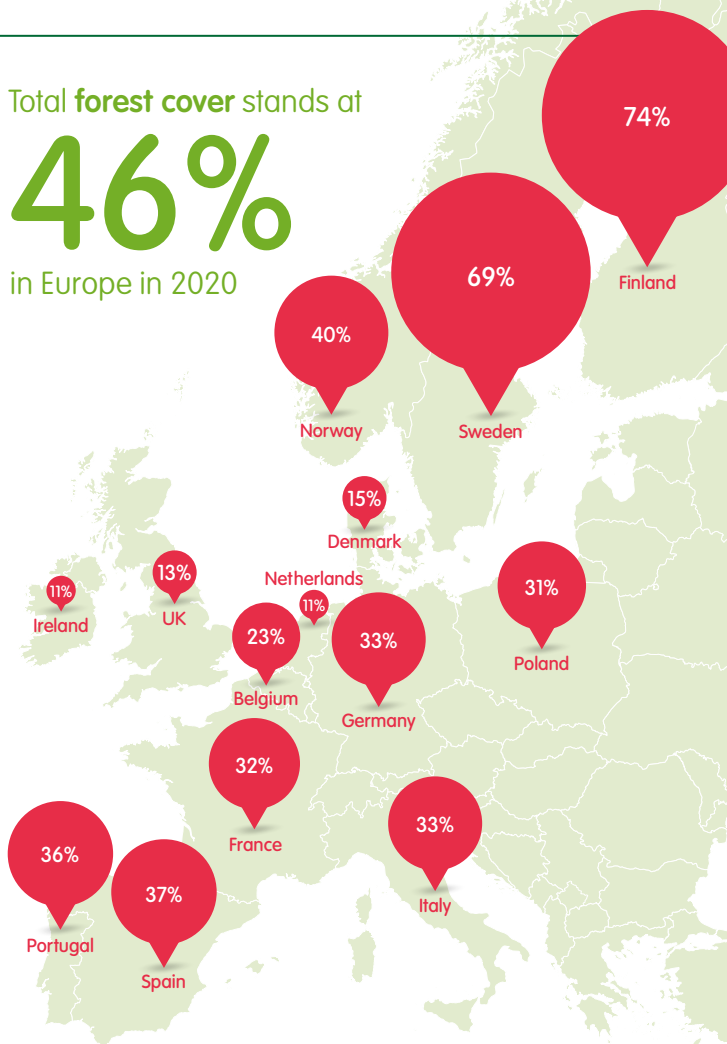 Total forest cover stands at
46%
in Europe in 2020
74%
Finland
69%
Sweden
40%
Norway
15%
Denmark
Netherlands
11%
13%
UK
11%
Ireland
23%
Belgium
33%
Germany
31%
Poland
32%
France
33%
Italy
36%
Portugal
37%
Spain